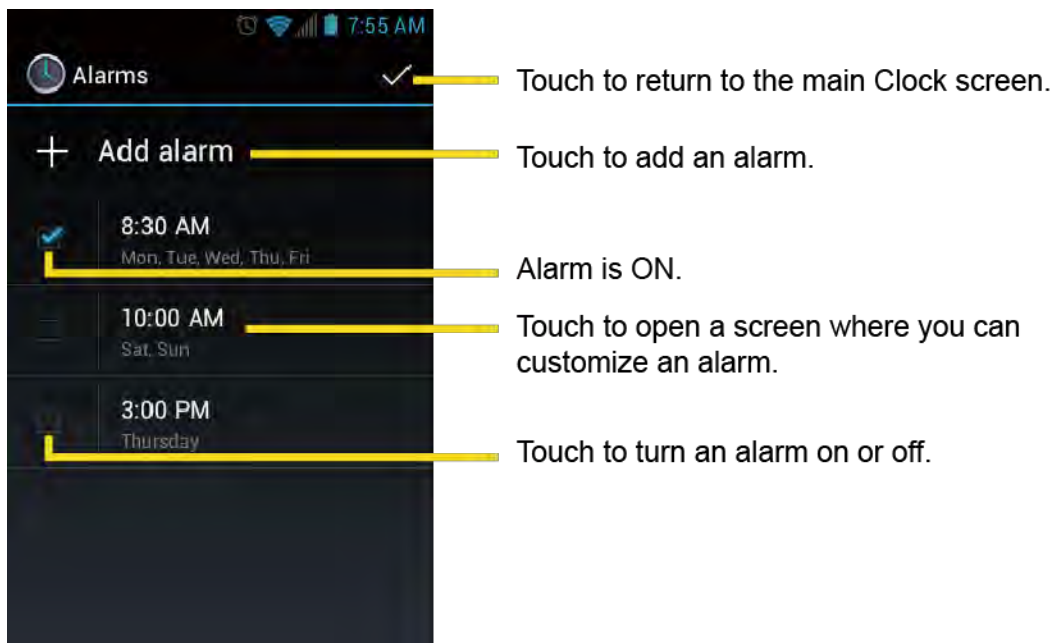 7:55 AM
Alarms
Touch to return to the main Clock screen.
Add alarm
Touch to add an alarm.
8:30 AM
Mon, Tue, Wed, Thu, Fri
Alarm is ON.
10:00 AM
Sat, Sun
Touch to open a screen where you can
customize an alarm.
3:00 PM
Thursday
Touch to turn an alarm on or off.